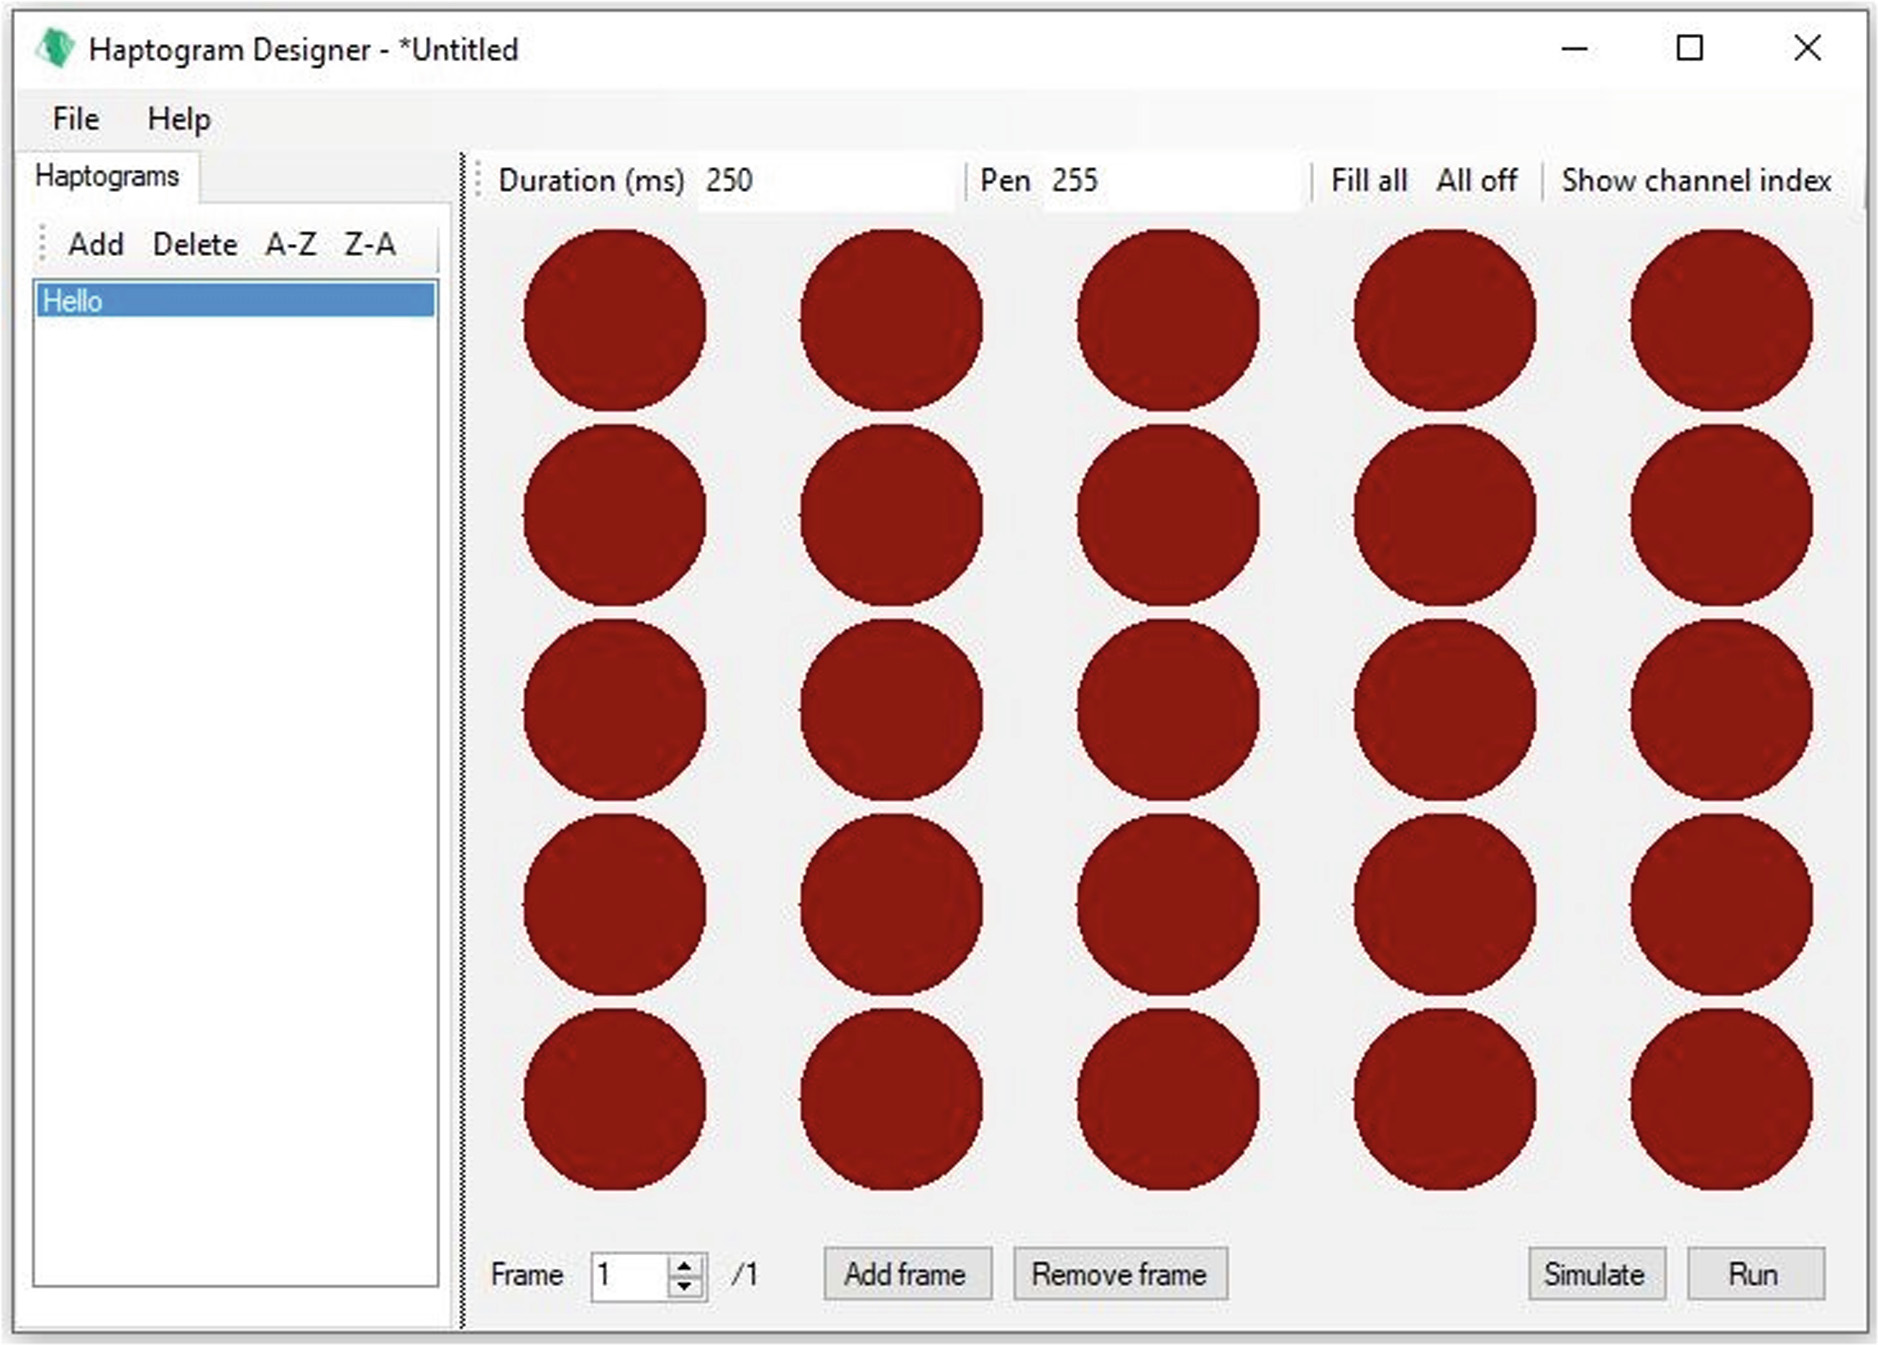 Haptogram Designer - *Untitled
File Help
Haptograms
Add Delete A-Z Z-A
Hello
Duration (ms) 250 Pen 255 Fill all All off Show channel index
Frame 1 /1 Add frame Remove frame Simulate Run